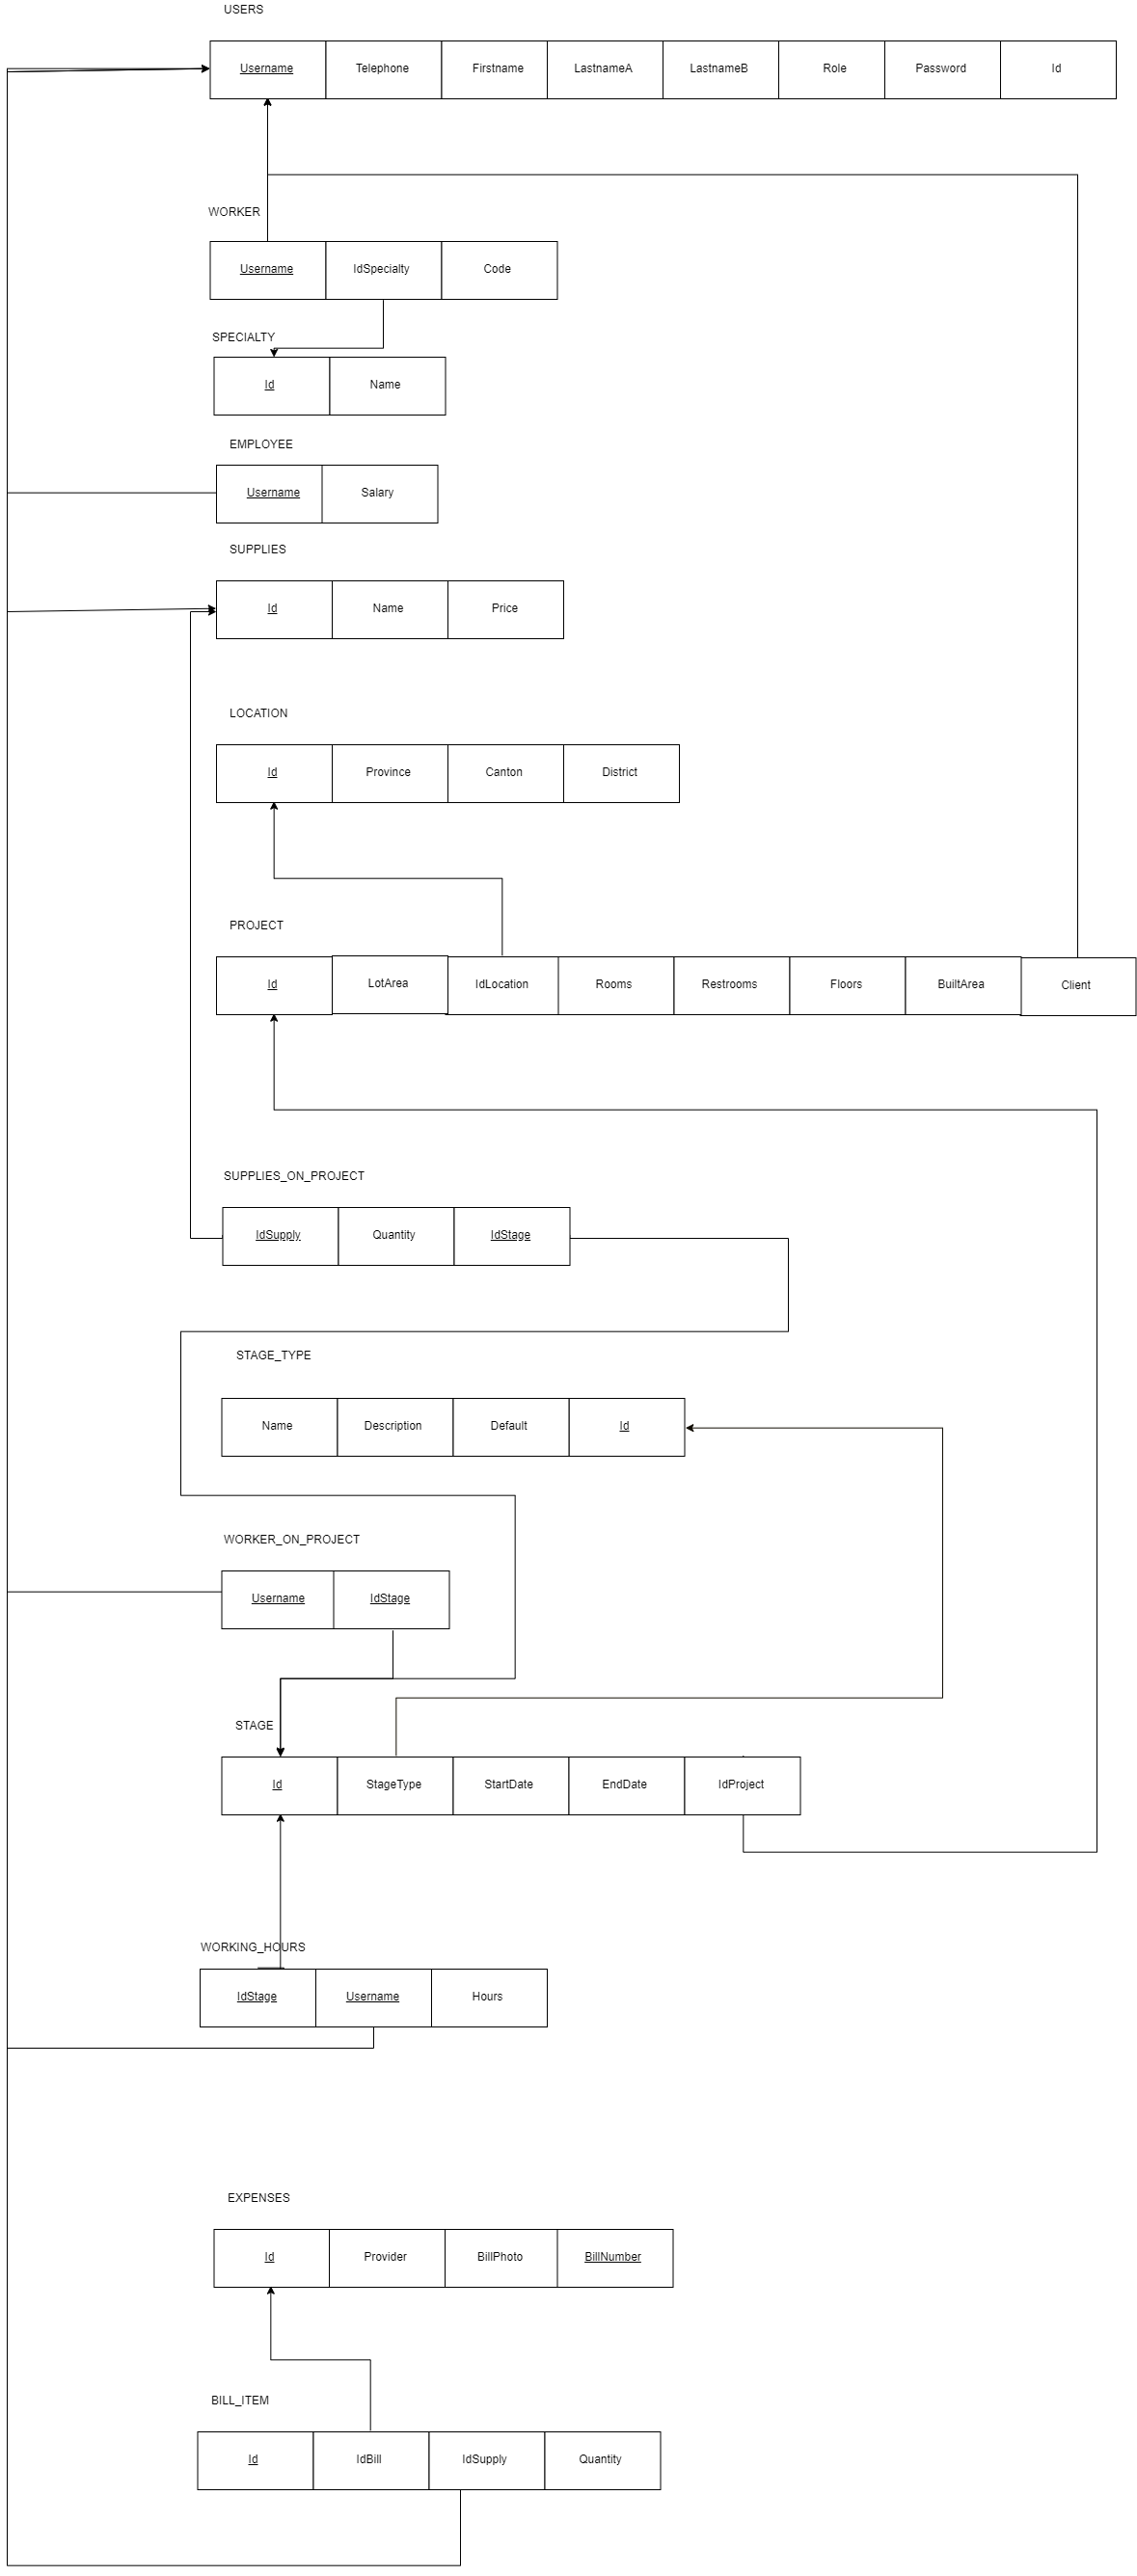 USERS
Username Telephone Firstname LastnameA LastnameB Role Password Id
WORKER
Username IdSpecialty Code
SPECIALTY
Id Name
EMPLOYEE
Username Salary
SUPPLIES
Id Name Price
LOCATION
Id Province Canton District
PROJECT
Id LotArea IdLocation Rooms Restrooms Floors BuiltArea Client
SUPPLIES_ON_PROJECT
IdSupply Quantity IdStage
STAGE_TYPE
Name Description Default Id
WORKER_ON_PROJECT
Username IdStage
STAGE
Id StageType StartDate EndDate IdProject
WORKING_HOURS
IdStage Username Hours
EXPENSES
Id Provider BillPhoto BillNumber
BILL_ITEM
Id IdBill IdSupply Quantity